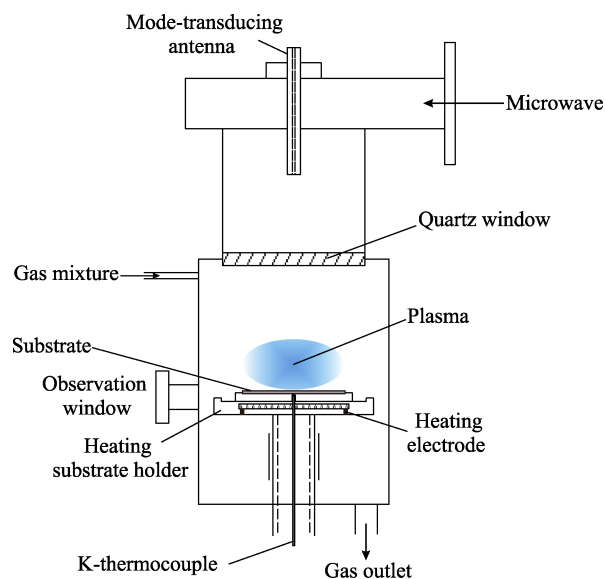 Mode-transducing
antenna
Microwave
Quartz window
Gas mixture
Plasma
Substrate
Observation
window
Heating
substrate holder
Heating
electrode
K-thermocouple
Gas outlet